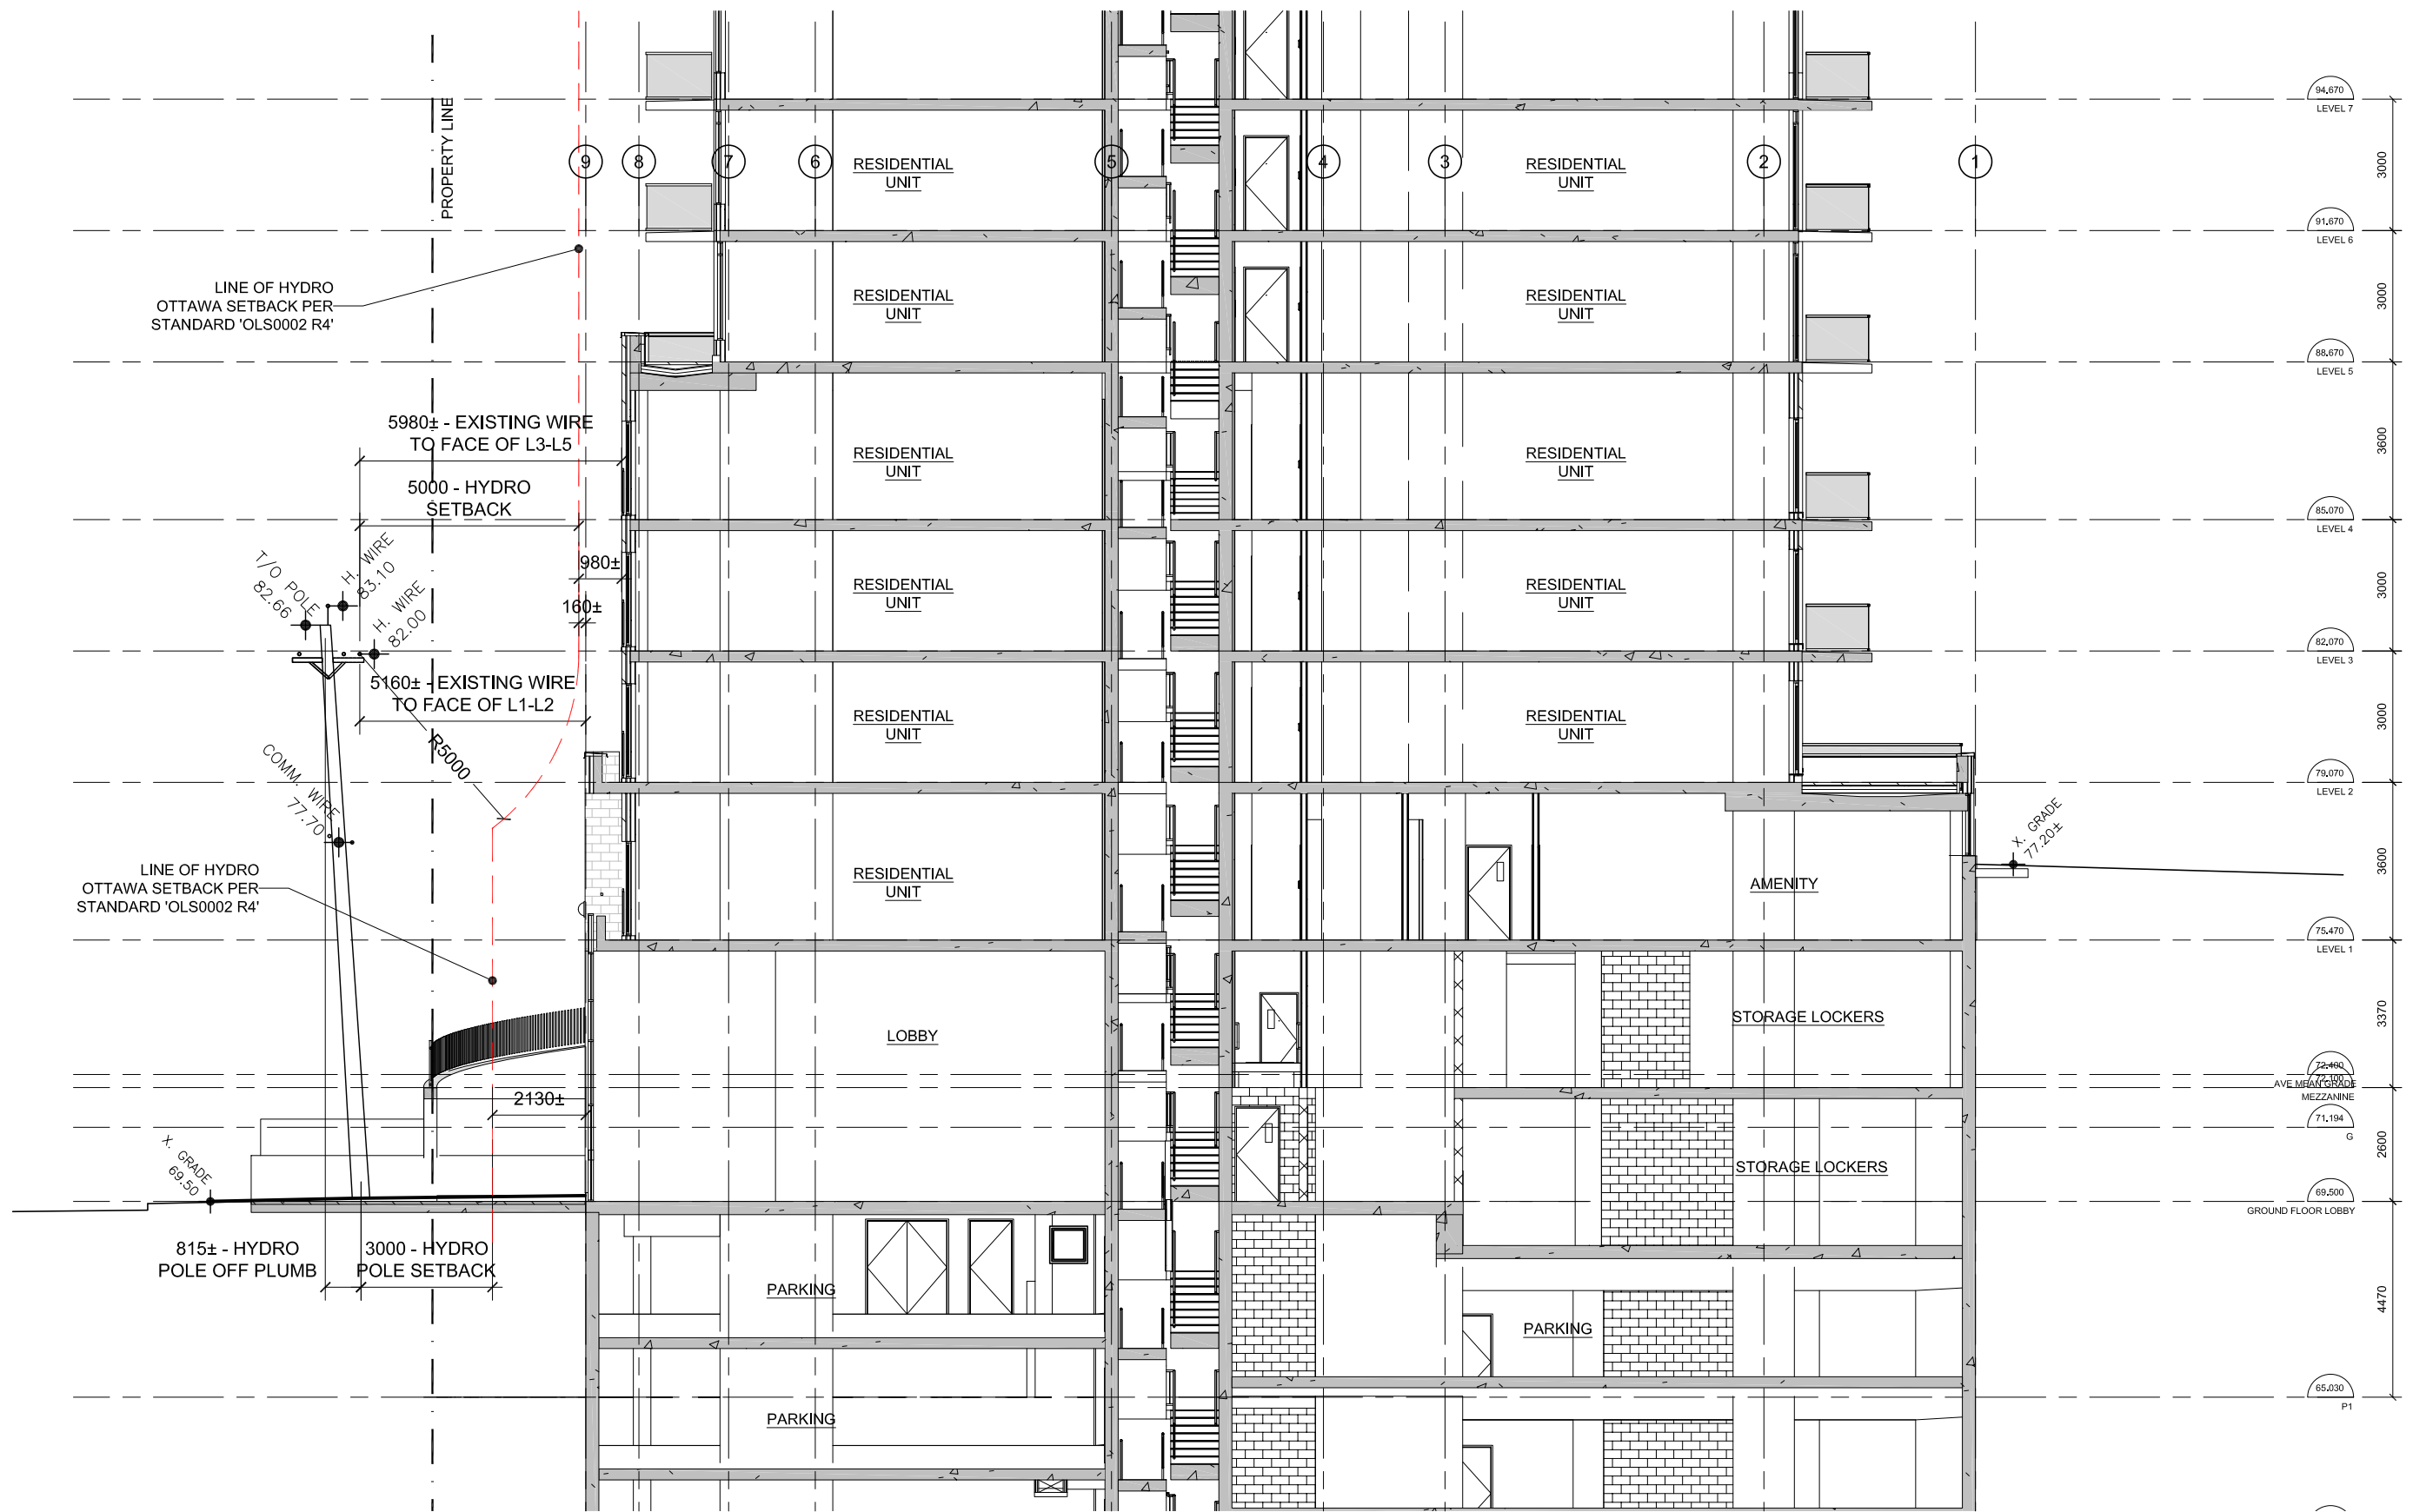 94.670
LEVEL 7
PROPERTY LINE
9
8
7
6
5
4
3
2
1
RESIDENTIAL
UNIT
RESIDENTIAL
UNIT
3000
91.670
LEVEL 6
LINE OF HYDRO
OTTAWA SETBACK PER
STANDARD 'OLS0002 R4'
RESIDENTIAL
UNIT
RESIDENTIAL
UNIT
3000
88.670
LEVEL 5
5980± - EXISTING WIRE
TO FACE OF L3-L5
RESIDENTIAL
UNIT
RESIDENTIAL
UNIT
3600
5000 - HYDRO
SETBACK
85.070
LEVEL 4
T/O POLE
82.66
H. WIRE
83.10
H. WIRE
82.00
980±
160±
RESIDENTIAL
UNIT
RESIDENTIAL
UNIT
3000
82.070
LEVEL 3
5160± - EXISTING WIRE
TO FACE OF L1-L2
R5000
RESIDENTIAL
UNIT
RESIDENTIAL
UNIT
3000
79.070
LEVEL 2
COMM. WIRE
77.70
X. GRADE
77.20±
LINE OF HYDRO
OTTAWA SETBACK PER
STANDARD 'OLS0002 R4'
RESIDENTIAL
UNIT
AMENITY
3600
75.470
LEVEL 1
LOBBY
STORAGE LOCKERS
3370
72.400
AVE MEAN GRADE
72.100
MEZZANINE
2130±
71.194
G
X. GRADE
69.50
STORAGE LOCKERS
2600
69.500
GROUND FLOOR LOBBY
815± - HYDRO
POLE OFF PLUMB
3000 - HYDRO
POLE SETBACK
PARKING
PARKING
4470
65.030
P1
PARKING